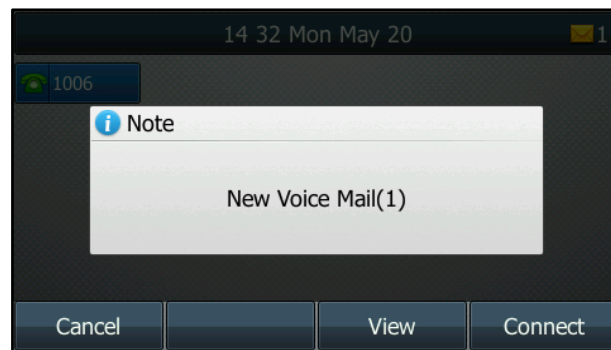 14 32 Mon May 20
1
1006
Note
New Voice Mail(1)
Cancel View Connect